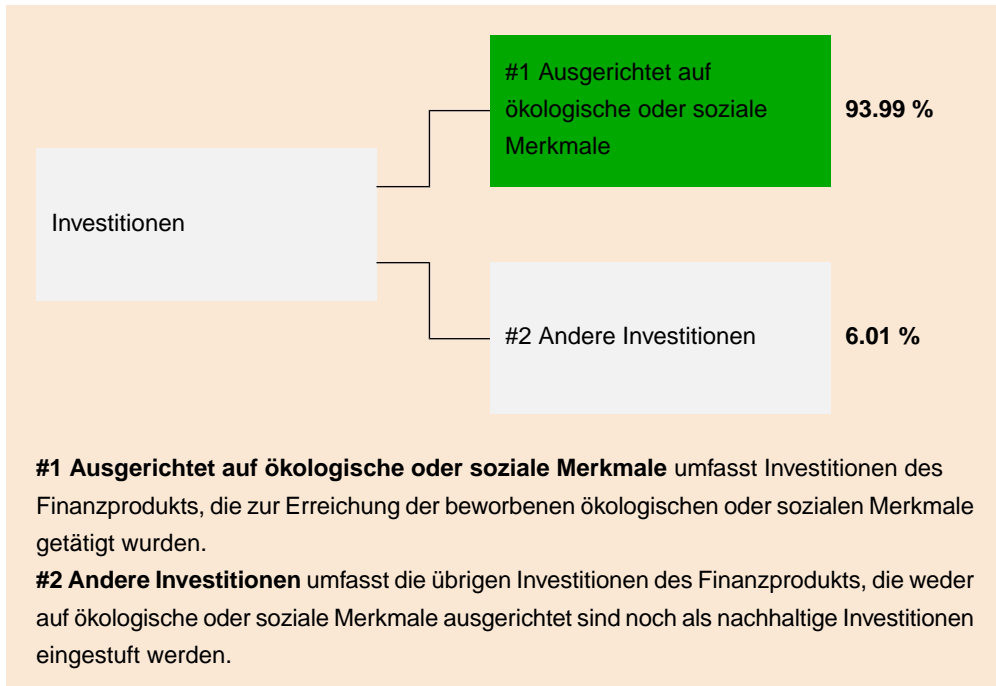 #1 Ausgerichtet auf
ökologische oder soziale
Merkmale
93.99 %
Investitionen
#2 Andere Investitionen
6.01 %
#1 Ausgerichtet auf ökologische oder soziale Merkmale umfasst Investitionen des
Finanzprodukts, die zur Erreichung der beworbenen ökologischen oder sozialen Merkmale
getätigt wurden.
#2 Andere Investitionen umfasst die übrigen Investitionen des Finanzprodukts, die weder
auf ökologische oder soziale Merkmale ausgerichtet sind noch als nachhaltige Investitionen
eingestuft werden.